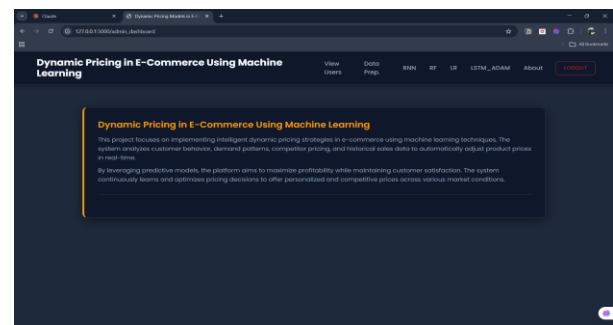 Claude
Dynamic Pricing Models in E-C
127.0.0.1:5000/admin_dashboard
All Bookmarks
Dynamic Pricing in E-Commerce Using Machine
Learning
View
Users
Data
Prep.
RNN
RF
LR
LSTM_ADAM
About
LOGOUT
Dynamic Pricing in E-Commerce Using Machine Learning
This project focuses on implementing intelligent dynamic pricing strategies in e-commerce using machine learning techniques. The
system analyzes customer behavior, demand patterns, competitor pricing, and historical sales data to automatically adjust product prices
in real-time.
By leveraging predictive models, the platform aims to maximize profitability while maintaining customer satisfaction. The system
continuously learns and optimizes pricing decisions to offer personalized and competitive prices across various market conditions.